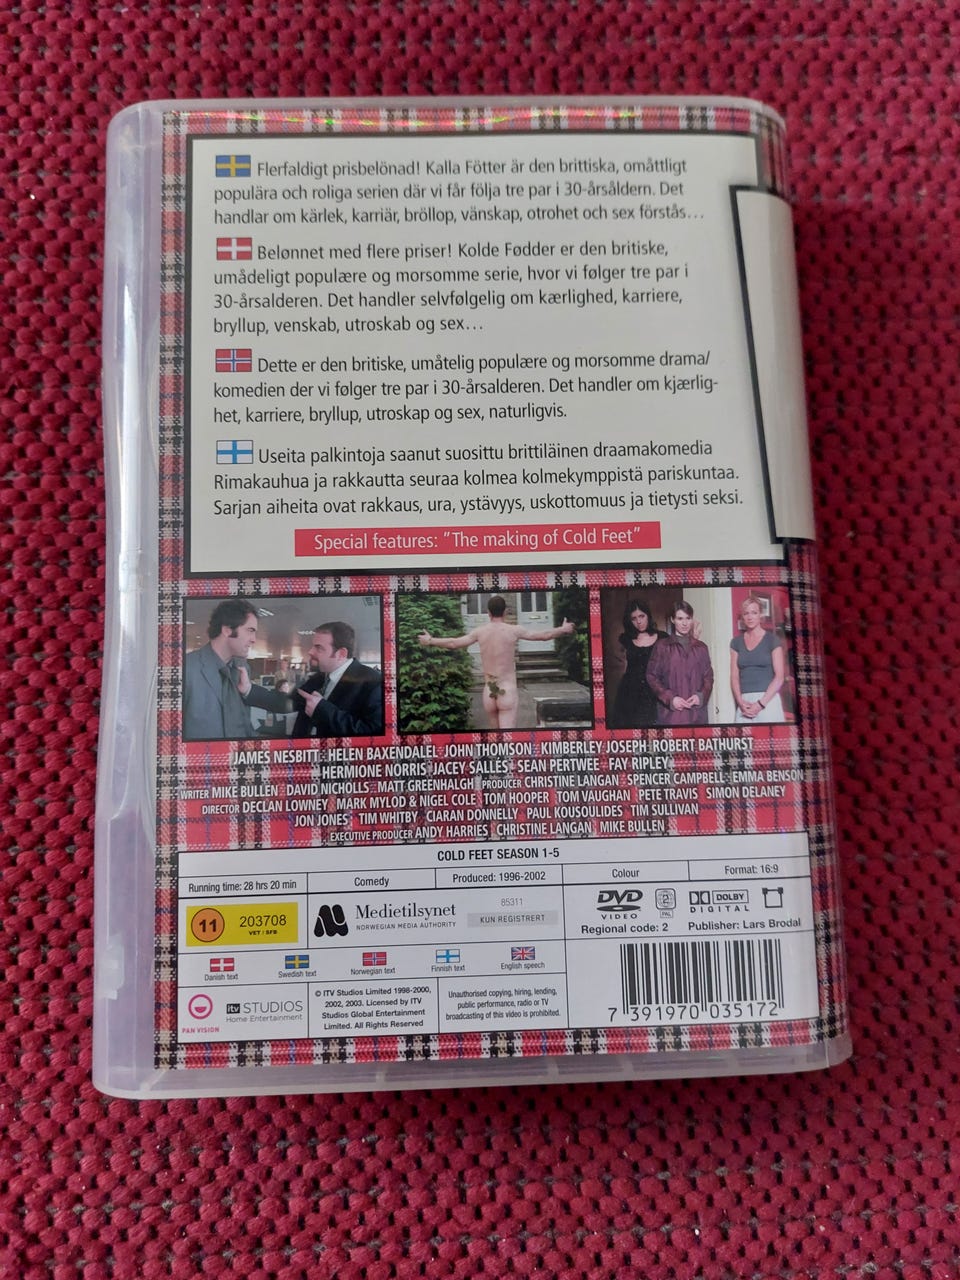 Flerfaldigt prisbelönad! Kalla Fötter är den brittiska, omåttligt
populära och roliga serien där vi får följa tre par i 30-årsåldern. Det
handlar om kärlek, karriär, bröllop, vänskap, otrohet och sex förstås...
Belønnet med flere priser! Kolde Fødder er den britiske,
umådeligt populære og morsomme serie, hvor vi følger tre par i
30-årsalderen. Det handler selvfølgelig om kærlighed, karriere,
bryllup, venskab, utroskab og sex...
Dette er den britiske, umåtelig populære og morsomme drama/
komedien der vi følger tre par i 30-årsalderen. Det handler om kjærlig-
het, karriere, bryllup, utroskap og sex, naturligvis.
Useita palkintoja saanut suosittu brittiläinen draamakomedia
Rimakauhua ja rakkautta seuraa kolmea kolmekymppistä pariskuntaa.
Sarjan aiheita ovat rakkaus, ura, ystävyys, uskottomuus ja tietysti seksi.
Special features: "The making of Cold Feet"
JAMES NESBITT HELEN BAXENDALEL JOHN THOMSON KIMBERLEY JOSEPH ROBERT BATHURST
HERMIONE NORRIS JACEY SALLÉS SEAN PERTWEE FAY RIPLEY
WRITER MIKE BULLEN DAVID NICHOLLS MATT GREENHALGH PRODUCER CHRISTINE LANGAN SPENCER CAMPBELL EMMA BENSON
DIRECTOR DECLAN LOWNEY MARK MYLOD & NIGEL COLE TOM HOOPER TOM VAUGHAN PETE TRAVIS SIMON DELANEY
JON JONES TIM WHITBY CIARAN DONNELLY PAUL KOUSOULIDES TIM SULLIVAN
EXECUTIVE PRODUCER ANDY HARRIES CHRISTINE LANGAN MIKE BULLEN
COLD FEET SEASON 1-5
Running time: 28 hrs 20 min Comedy Produced: 1996-2002 Colour Format: 16:9
11 203708
VET / SFB
Medietilsynet
NORWEGIAN MEDIA AUTHORITY
85311
KUN REGISTRERT
DVD
VIDEO
2
PAL
DOLBY
DIGITAL
Regional code: 2 Publisher: Lars Brodal
Danish text Swedish text Norwegian text Finnish text English speech
PAN VISION
itv STUDIOS
Home Entertainment
© ITV Studios Limited 1998-2000,
2002, 2003. Licensed by ITV
Studios Global Entertainment
Limited. All Rights Reserved
Unauthorised copying, hiring, lending,
public performance, radio or TV
broadcasting of this video is prohibited.
7 391970 035172